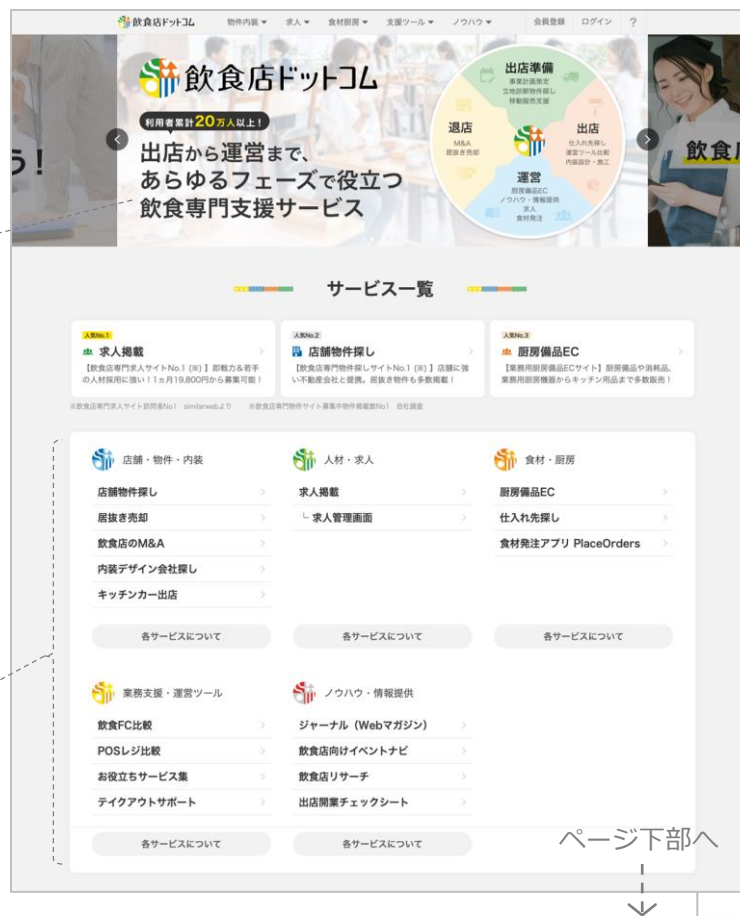 飲食店ドットコム
物件内装▼ 求人▼ 食材厨房▼ 支援ツール▼ ノウハウ▼ 会員登録 ログイン ?
う!
飲食店ドットコム
利用者累計20万人以上!
出店から運営まで、
あらゆるフェーズで役立つ
飲食専門支援サービス
出店準備
事業計画策定
立地診断物件探し
移動販売支援
退店
M&A
居抜き売却
出店
仕入れ先探し
運営ツール比較
内装設計・施工
運営
厨房備品EC
ノウハウ・情報提供
求人
食材発注
飲食
サービス一覧
人気No.1
求人掲載
【飲食店専門求人サイトNo.1(※)】即戦力&若手
の人材採用に強い!1ヵ月19,800円から募集可能!
人気No.2
店舗物件探し
【飲食店専門物件探しサイトNo.1(※)】店舗に強
い不動産会社と提携。居抜き物件も多数掲載!
人気No.3
厨房備品EC
【業務用厨房備品ECサイト】厨房備品や消耗品、
業務用厨房機器からキッチン用品まで多数販売!
※飲食店専門求人サイト訪問者No1 similarwebより ※飲食店専門物件サイト募集中物件掲載数No1 自社調査
店舗・物件・内装
店舗物件探し
居抜き売却
飲食店のM&A
内装デザイン会社探し
キッチンカー出店
各サービスについて
人材・求人
求人掲載
└ 求人管理画面
各サービスについて
食材・厨房
厨房備品EC
仕入れ先探し
食材発注アプリ PlaceOrders
各サービスについて
業務支援・運営ツール
飲食FC比較
POSレジ比較
お役立ちサービス集
テイクアウトサポート
各サービスについて
ノウハウ・情報提供
ジャーナル(Webマガジン)
飲食店向けイベントナビ
飲食店リサーチ
出店開業チェックシート
各サービスについて
ページ下部へ